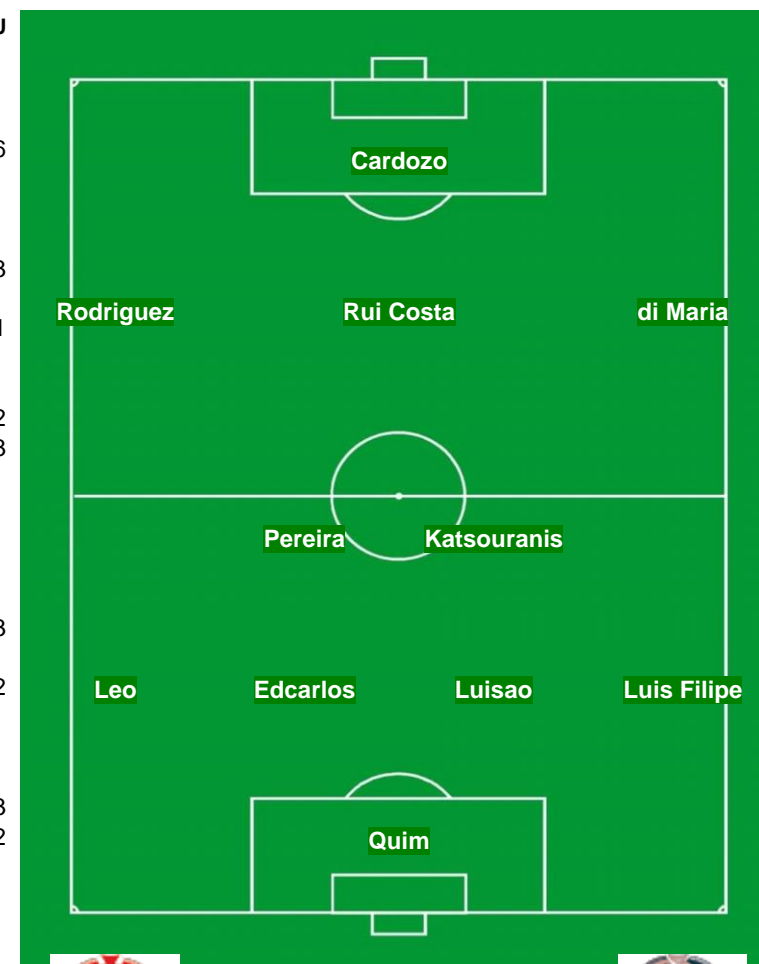 Cardozo
Rodriguez Rui Costa di Maria
Pereira Katsouranis
Leo Edcarlos Luisao Luis Filipe
Quim